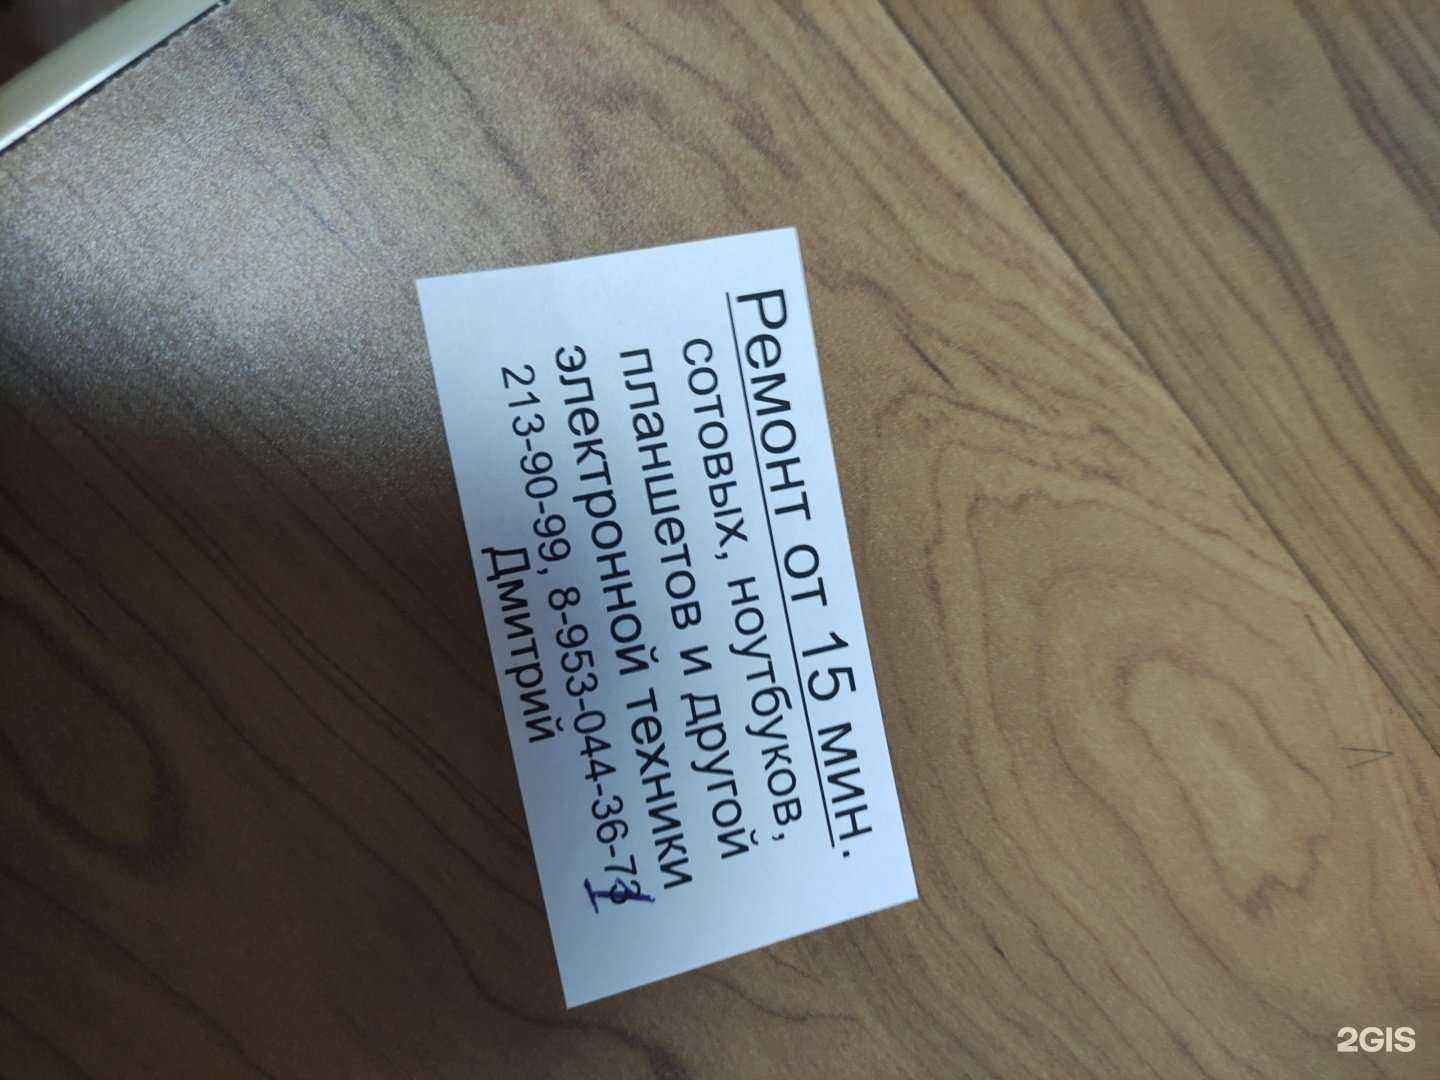 Ремонт от 15 мин.
сотовых, ноутбуков,
планшетов и другой
электронной техники
213-90-99, 8-953-044-36-73
Дмитрий
2GIS